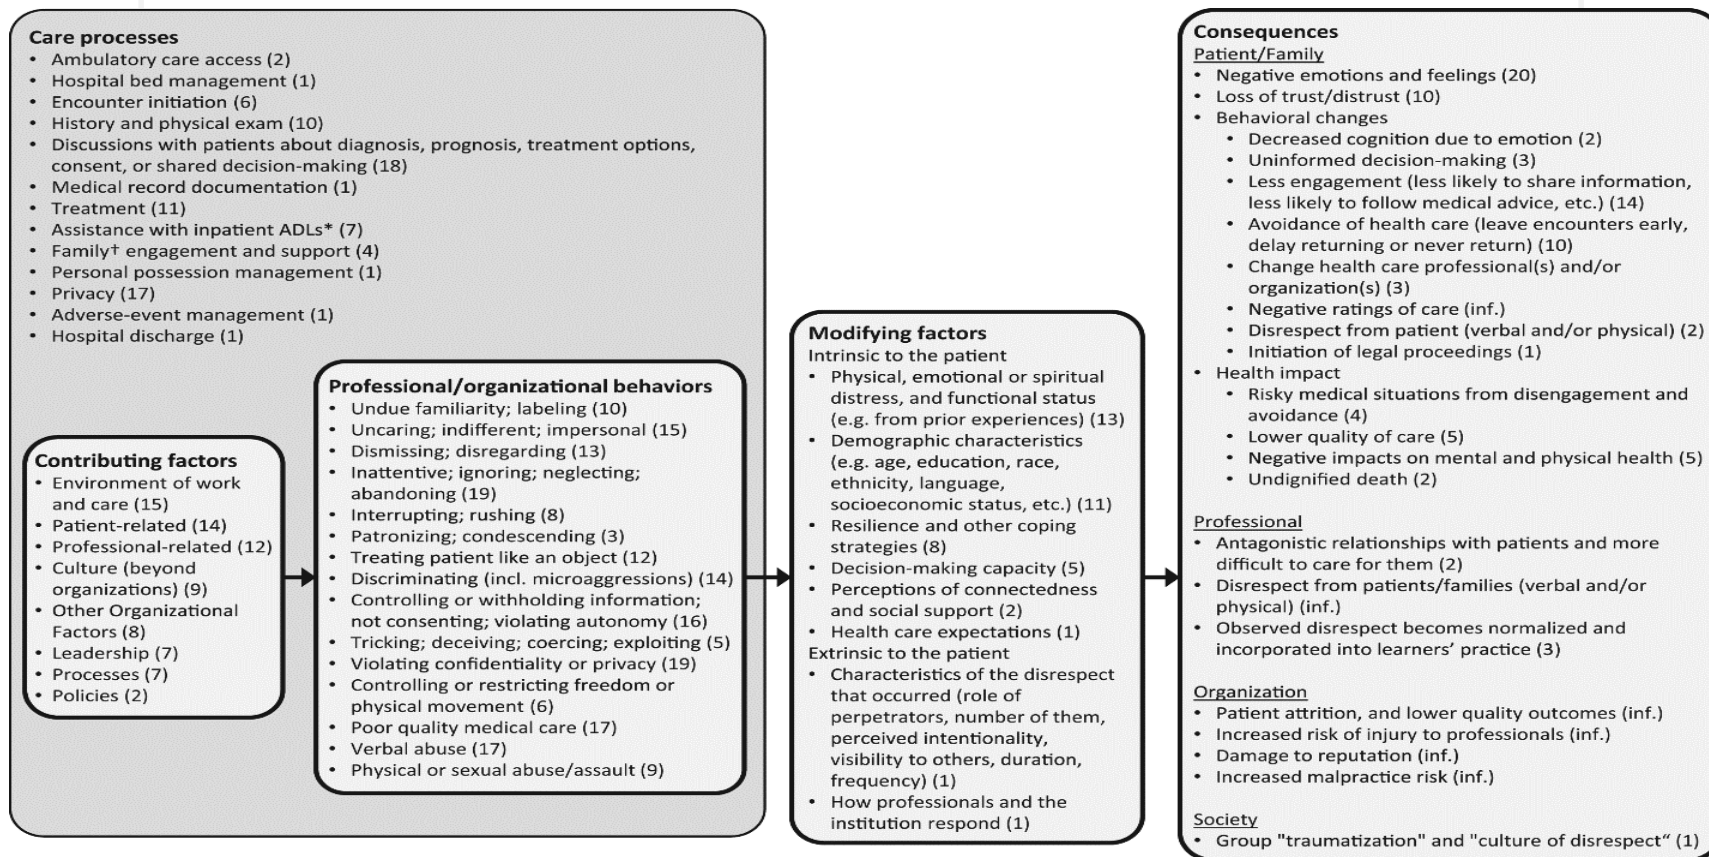 Care processes
• Ambulatory care access (2)
• Hospital bed management (1)
• Encounter initiation (6)
• History and physical exam (10)
• Discussions with patients about diagnosis, prognosis, treatment options,
consent, or shared decision-making (18)
• Medical record documentation (1)
• Treatment (11)
• Assistance with inpatient ADLs* (7)
• Family† engagement and support (4)
• Personal possession management (1)
• Privacy (17)
• Adverse-event management (1)
• Hospital discharge (1)
Contributing factors
• Environment of work
and care (15)
• Patient-related (14)
• Professional-related (12)
• Culture (beyond
organizations) (9)
• Other Organizational
Factors (8)
• Leadership (7)
• Processes (7)
• Policies (2)
Professional/organizational behaviors
• Undue familiarity; labeling (10)
• Uncaring; indifferent; impersonal (15)
• Dismissing; disregarding (13)
• Inattentive; ignoring; neglecting;
abandoning (19)
• Interrupting; rushing (8)
• Patronizing; condescending (3)
• Treating patient like an object (12)
• Discriminating (incl. microaggressions) (14)
• Controlling or withholding information;
not consenting; violating autonomy (16)
• Tricking; deceiving; coercing; exploiting (5)
• Violating confidentiality or privacy (19)
• Controlling or restricting freedom or
physical movement (6)
• Poor quality medical care (17)
• Verbal abuse (17)
• Physical or sexual abuse/assault (9)
Modifying factors
Intrinsic to the patient
• Physical, emotional or spiritual
distress, and functional status
(e.g. from prior experiences) (13)
• Demographic characteristics
(e.g. age, education, race,
ethnicity, language,
socioeconomic status, etc.) (11)
• Resilience and other coping
strategies (8)
• Decision-making capacity (5)
• Perceptions of connectedness
and social support (2)
• Health care expectations (1)
Extrinsic to the patient
• Characteristics of the disrespect
that occurred (role of
perpetrators, number of them,
perceived intentionality,
visibility to others, duration,
frequency) (1)
• How professionals and the
institution respond (1)
Consequences
Patient/Family
• Negative emotions and feelings (20)
• Loss of trust/distrust (10)
• Behavioral changes
• Decreased cognition due to emotion (2)
• Uninformed decision-making (3)
• Less engagement (less likely to share information,
less likely to follow medical advice, etc.) (14)
• Avoidance of health care (leave encounters early,
delay returning or never return) (10)
• Change health care professional(s) and/or
organization(s) (3)
• Negative ratings of care (inf.)
• Disrespect from patient (verbal and/or physical) (2)
• Initiation of legal proceedings (1)
• Health impact
• Risky medical situations from disengagement and
avoidance (4)
• Lower quality of care (5)
• Negative impacts on mental and physical health (5)
• Undignified death (2)
Professional
• Antagonistic relationships with patients and more
difficult to care for them (2)
• Disrespect from patients/families (verbal and/or
physical) (inf.)
• Observed disrespect becomes normalized and
incorporated into learners’ practice (3)
Organization
• Patient attrition, and lower quality outcomes (inf.)
• Increased risk of injury to professionals (inf.)
• Damage to reputation (inf.)
• Increased malpractice risk (inf.)
Society
• Group "traumatization" and "culture of disrespect“ (1)